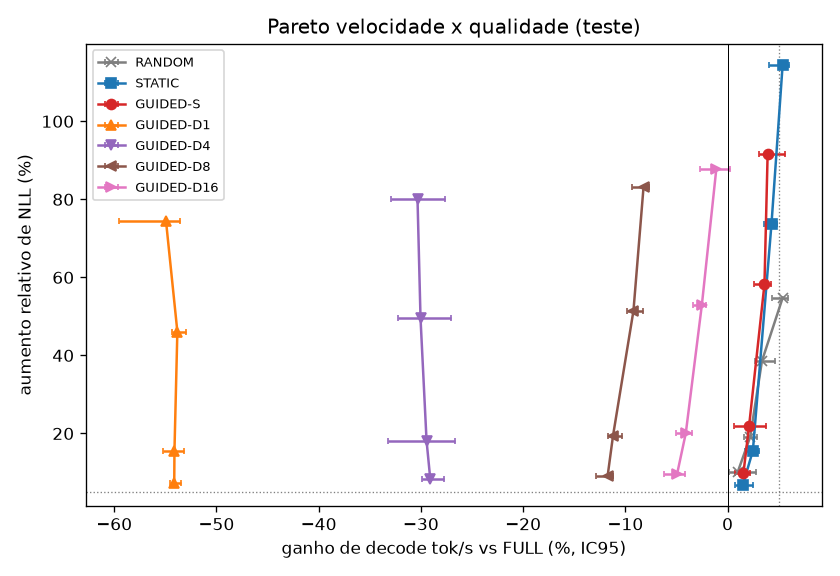 Pareto velocidade x qualidade (teste)
RANDOM
STATIC
GUIDED-S
GUIDED-D1
GUIDED-D4
GUIDED-D8
GUIDED-D16
aumento relativo de NLL (%)
100
80
60
40
20
−60 −50 −40 −30 −20 −10 0
ganho de decode tok/s vs FULL (%, IC95)